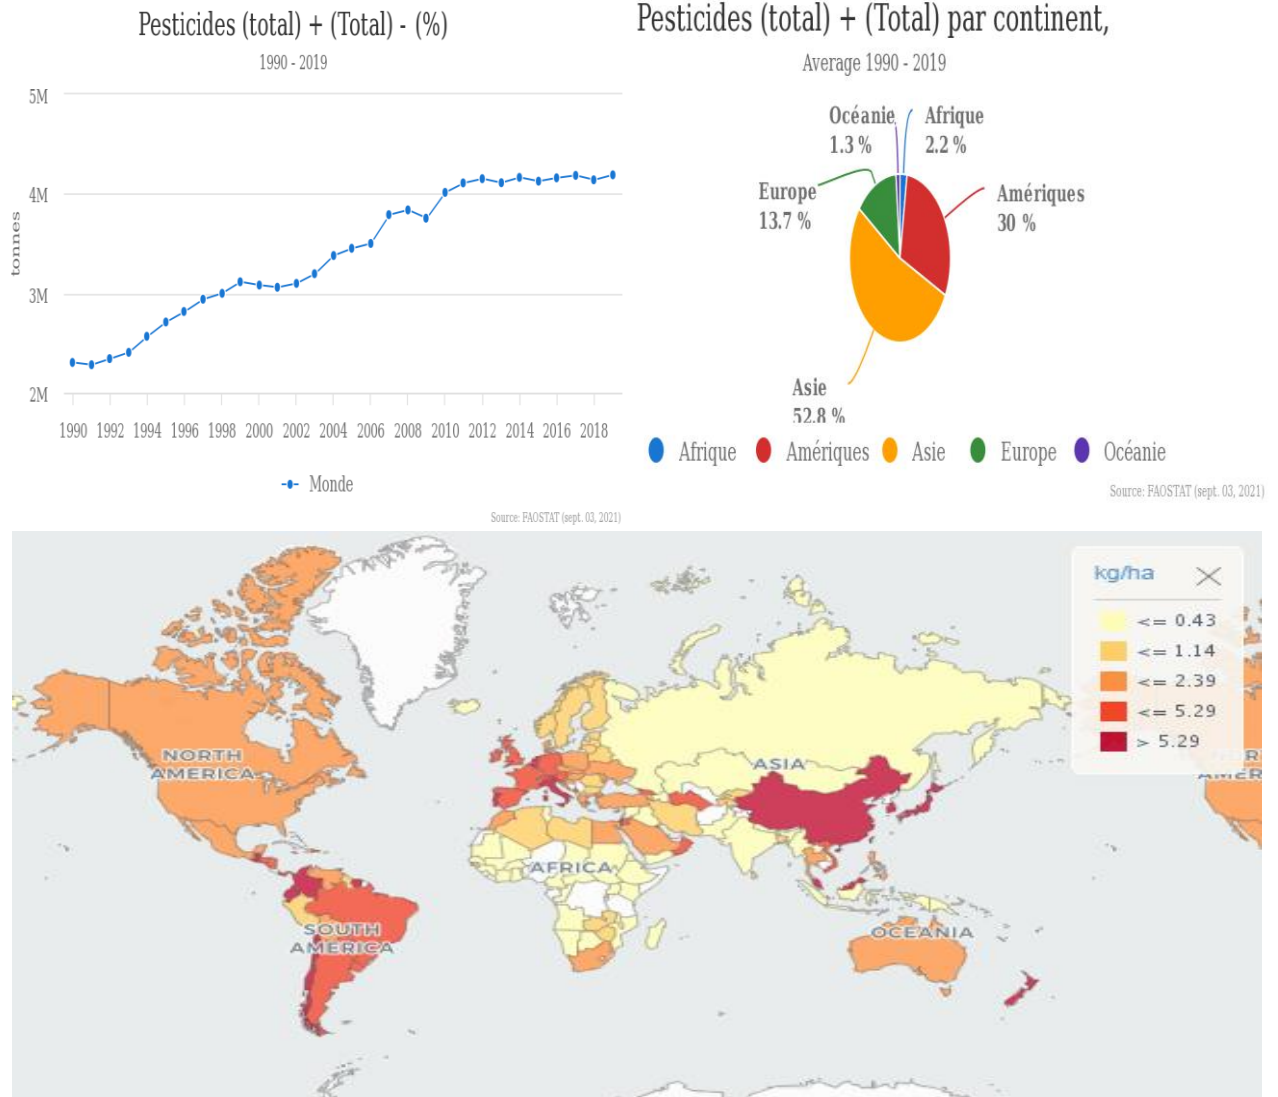 Pesticides (total) + (Total) - (%)
1990 - 2019
5M
4M
3M
2M
tonnes
1990 1992 1994 1996 1998 2000 2002 2004 2006 2008 2010 2012 2014 2016 2018
Monde
Source: FAOSTAT (sept. 03, 2021)
Pesticides (total) + (Total) par continent,
Average 1990 - 2019
Océanie
1.3 %
Afrique
2.2 %
Europe
13.7 %
Amériques
30 %
Asie
52.8 %
Afrique Amériques Asie Europe Océanie
Source: FAOSTAT (sept. 03, 2021)
kg/ha
<= 0.43
<= 1.14
<= 2.39
<= 5.29
> 5.29
NORTH
AMERICA
ASIA
AFRICA
SOUTH
AMERICA
OCEANIA